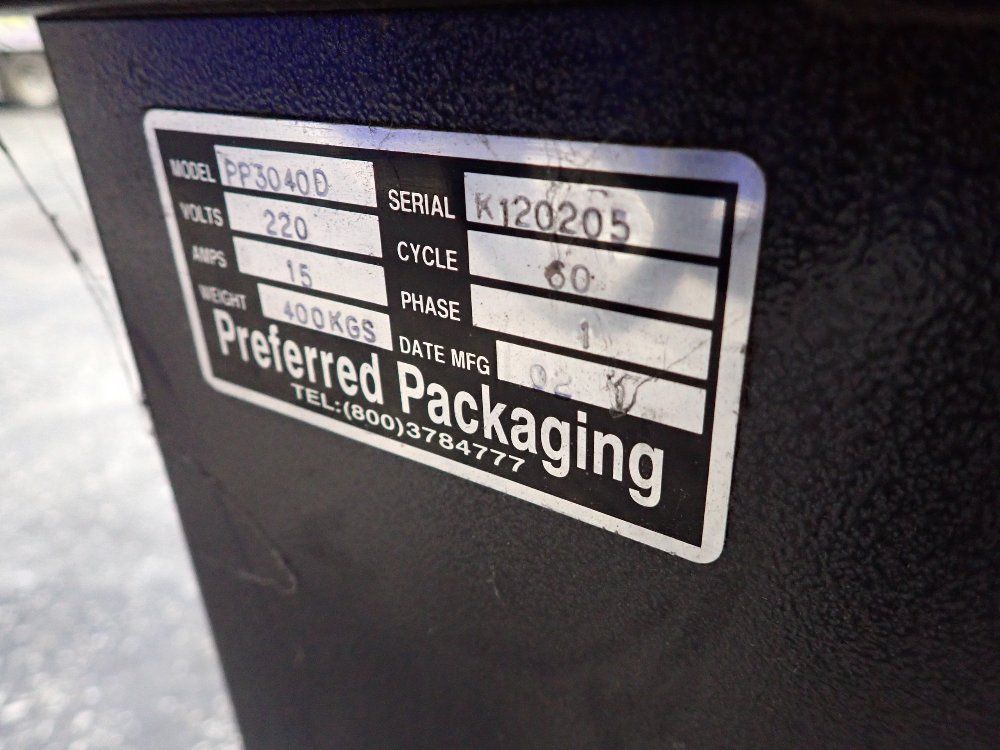 MODEL PP3040D SERIAL K120205
VOLTS 220 CYCLE 60
AMPS 15 PHASE 1
WEIGHT 400KGS DATE MFG 02
Preferred Packaging
TEL:(800)3784777